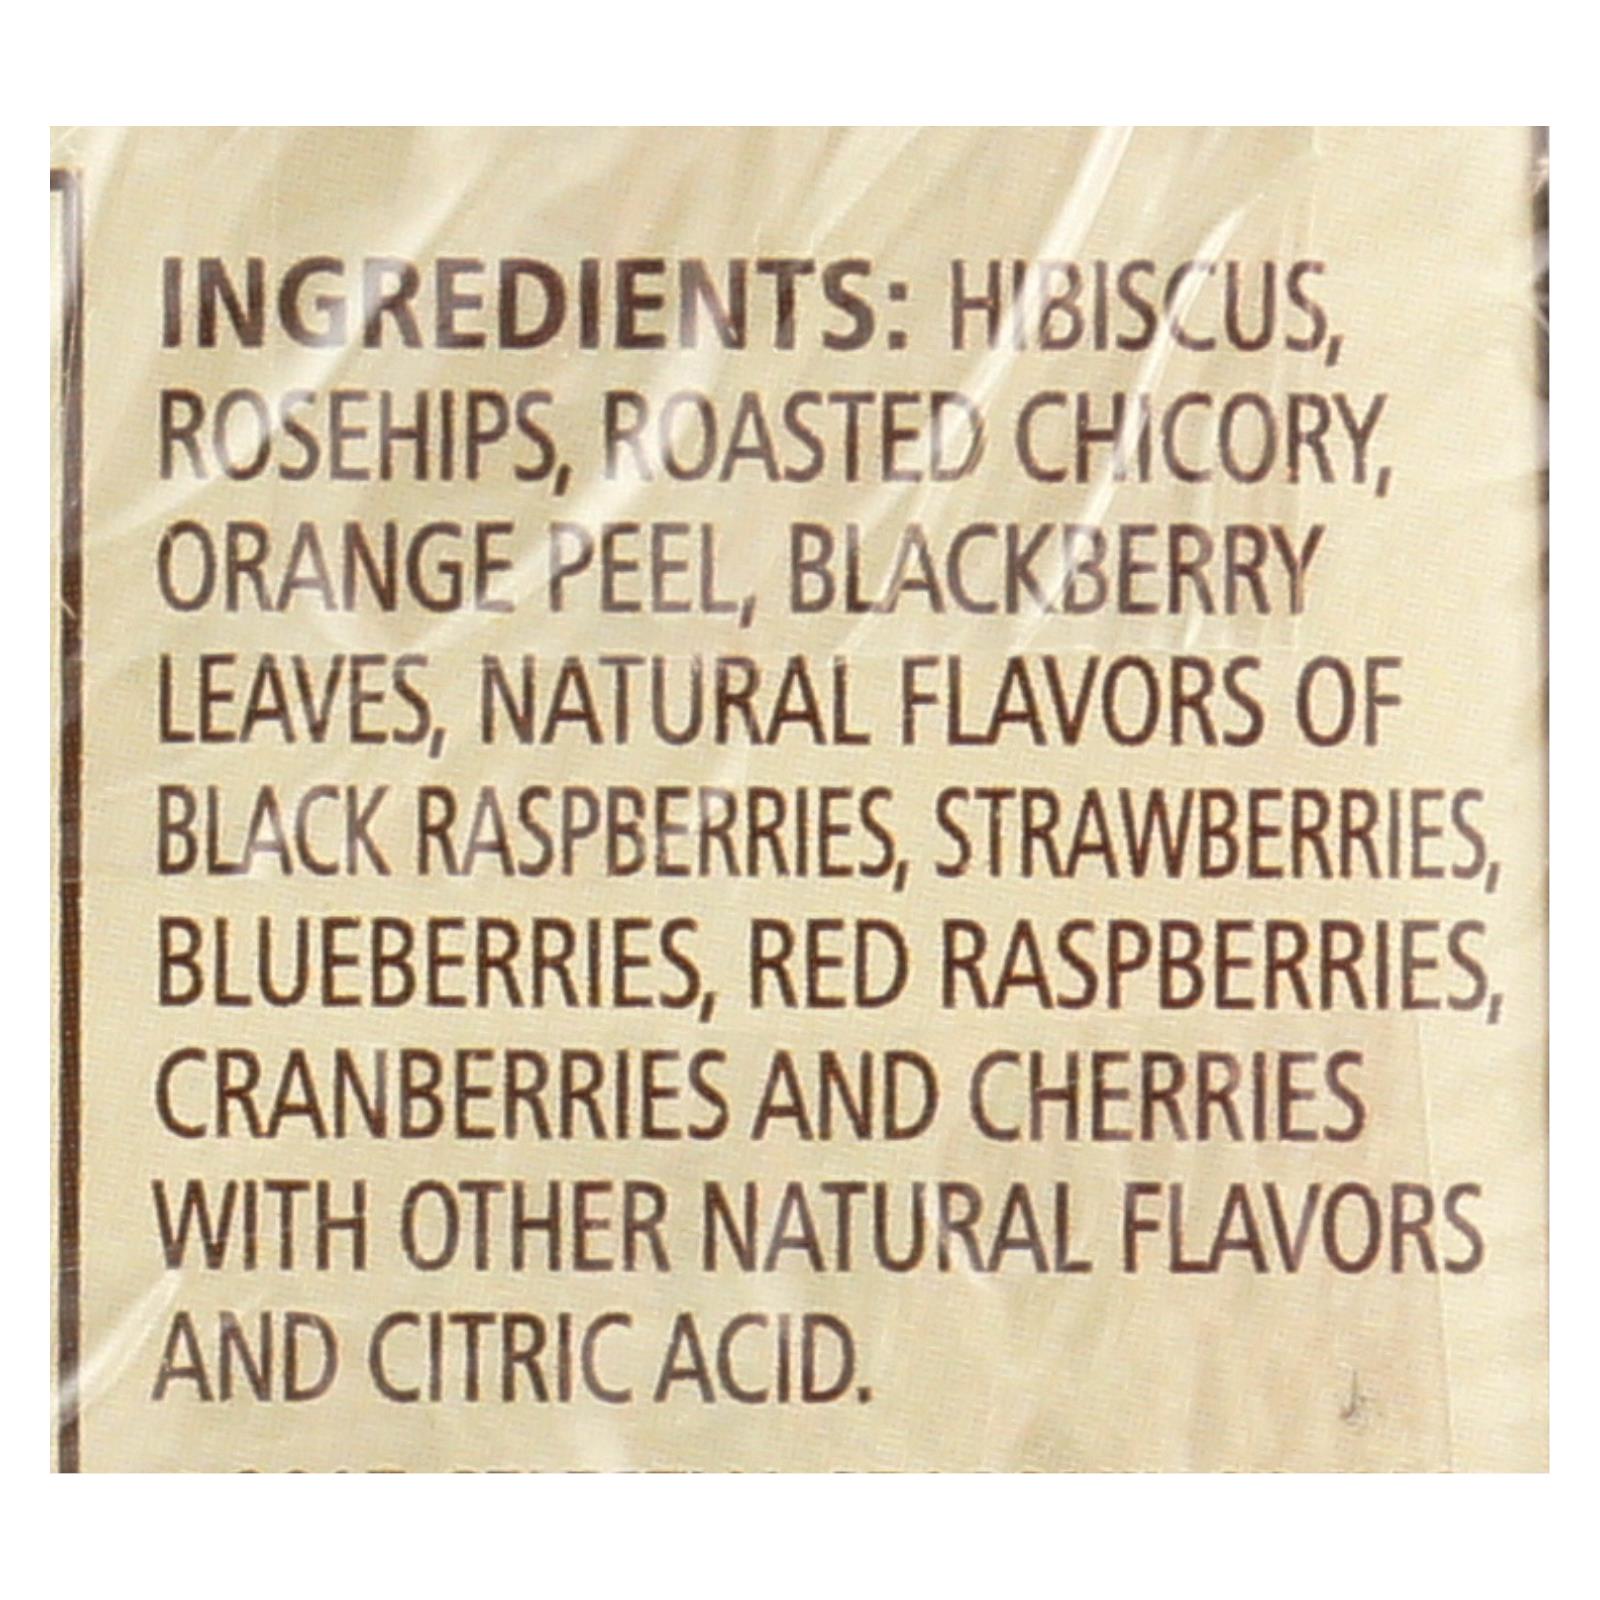 INGREDIENTS: HIBISCUS,
ROSEHIPS, ROASTED CHICORY,
ORANGE PEEL, BLACKBERRY
LEAVES, NATURAL FLAVORS OF
BLACK RASPBERRIES, STRAWBERRIES,
BLUEBERRIES, RED RASPBERRIES,
CRANBERRIES AND CHERRIES
WITH OTHER NATURAL FLAVORS
AND CITRIC ACID.